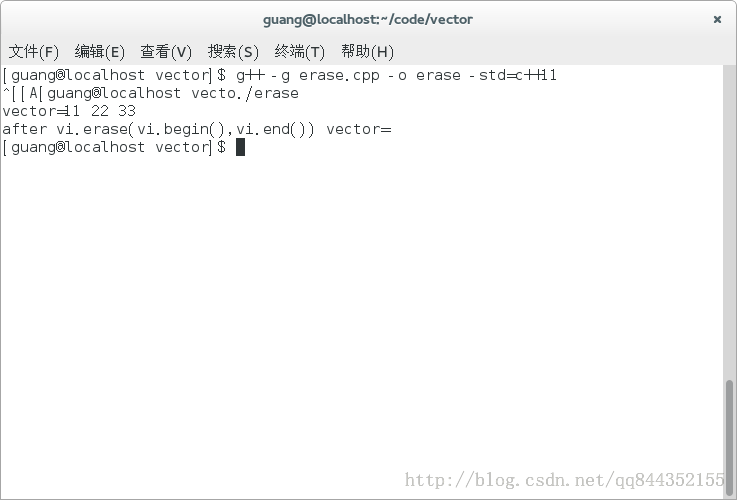 guang@localhost:~/code/vector
文件(F) 编辑(E) 查看(V) 搜索(S) 终端(T) 帮助(H)
[guang@localhost vector]$ g++ -g erase.cpp -o erase -std=c++11
^[[A[guang@localhost vecto./erase
vector=11 22 33
after vi.erase(vi.begin(),vi.end()) vector=
[guang@localhost vector]$
http://blog.csdn.net/qq844352155